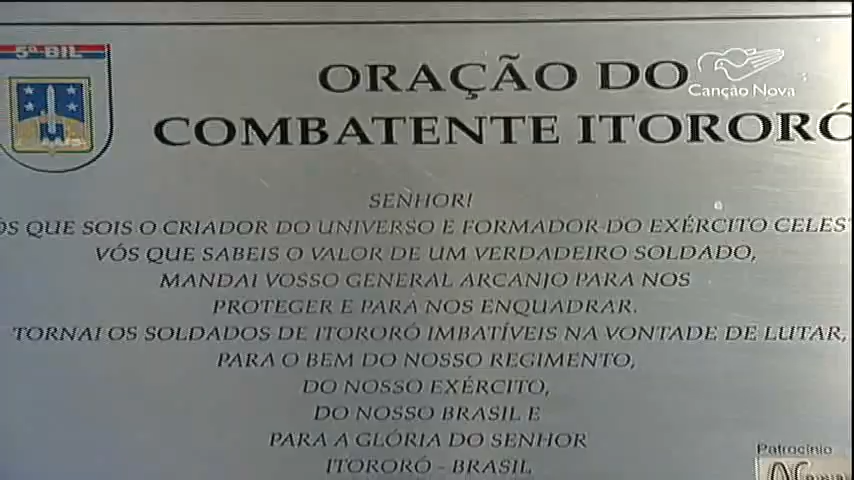 5º BIL
ORAÇÃO DO
Canção Nova
COMBATENTE ITORORÓ
SENHOR!
ÓS QUE SOIS O CRIADOR DO UNIVERSO E FORMADOR DO EXÉRCITO CELEST
VÓS QUE SABEIS O VALOR DE UM VERDADEIRO SOLDADO,
MANDAI VOSSO GENERAL ARCANJO PARA NOS
PROTEGER E PARA NOS ENQUADRAR.
TORNAI OS SOLDADOS DE ITORORÓ IMBATÍVEIS NA VONTADE DE LUTAR,
PARA O BEM DO NOSSO REGIMENTO,
DO NOSSO EXÉRCITO,
DO NOSSO BRASIL E
PARA A GLÓRIA DO SENHOR
ITORORÓ - BRASIL
Patrocínio